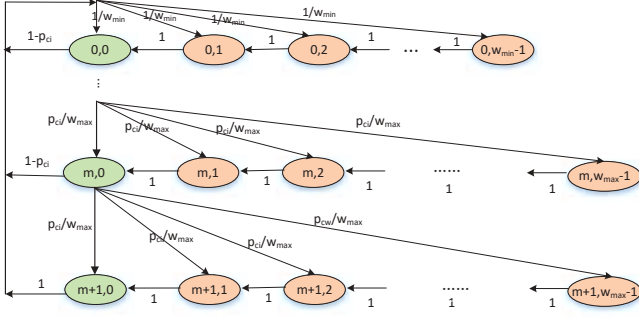 1/w_min
1/w_min
1/w_min
1/w_min
1-p_ci
0,0
1
0,1
1
0,2
1
...
1
0,w_min-1
...
p_ci/w_max
p_ci/w_max
p_ci/w_max
p_ci/w_max
1-p_ci
m,0
1
m,1
1
m,2
1
......
1
1
m,w_max-1
p_ci/w_max
p_ci/w_max
p_ci/w_max
p_cw/w_max
1
m+1,0
1
m+1,1
1
m+1,2
1
......
1
1
m+1,w_max-1